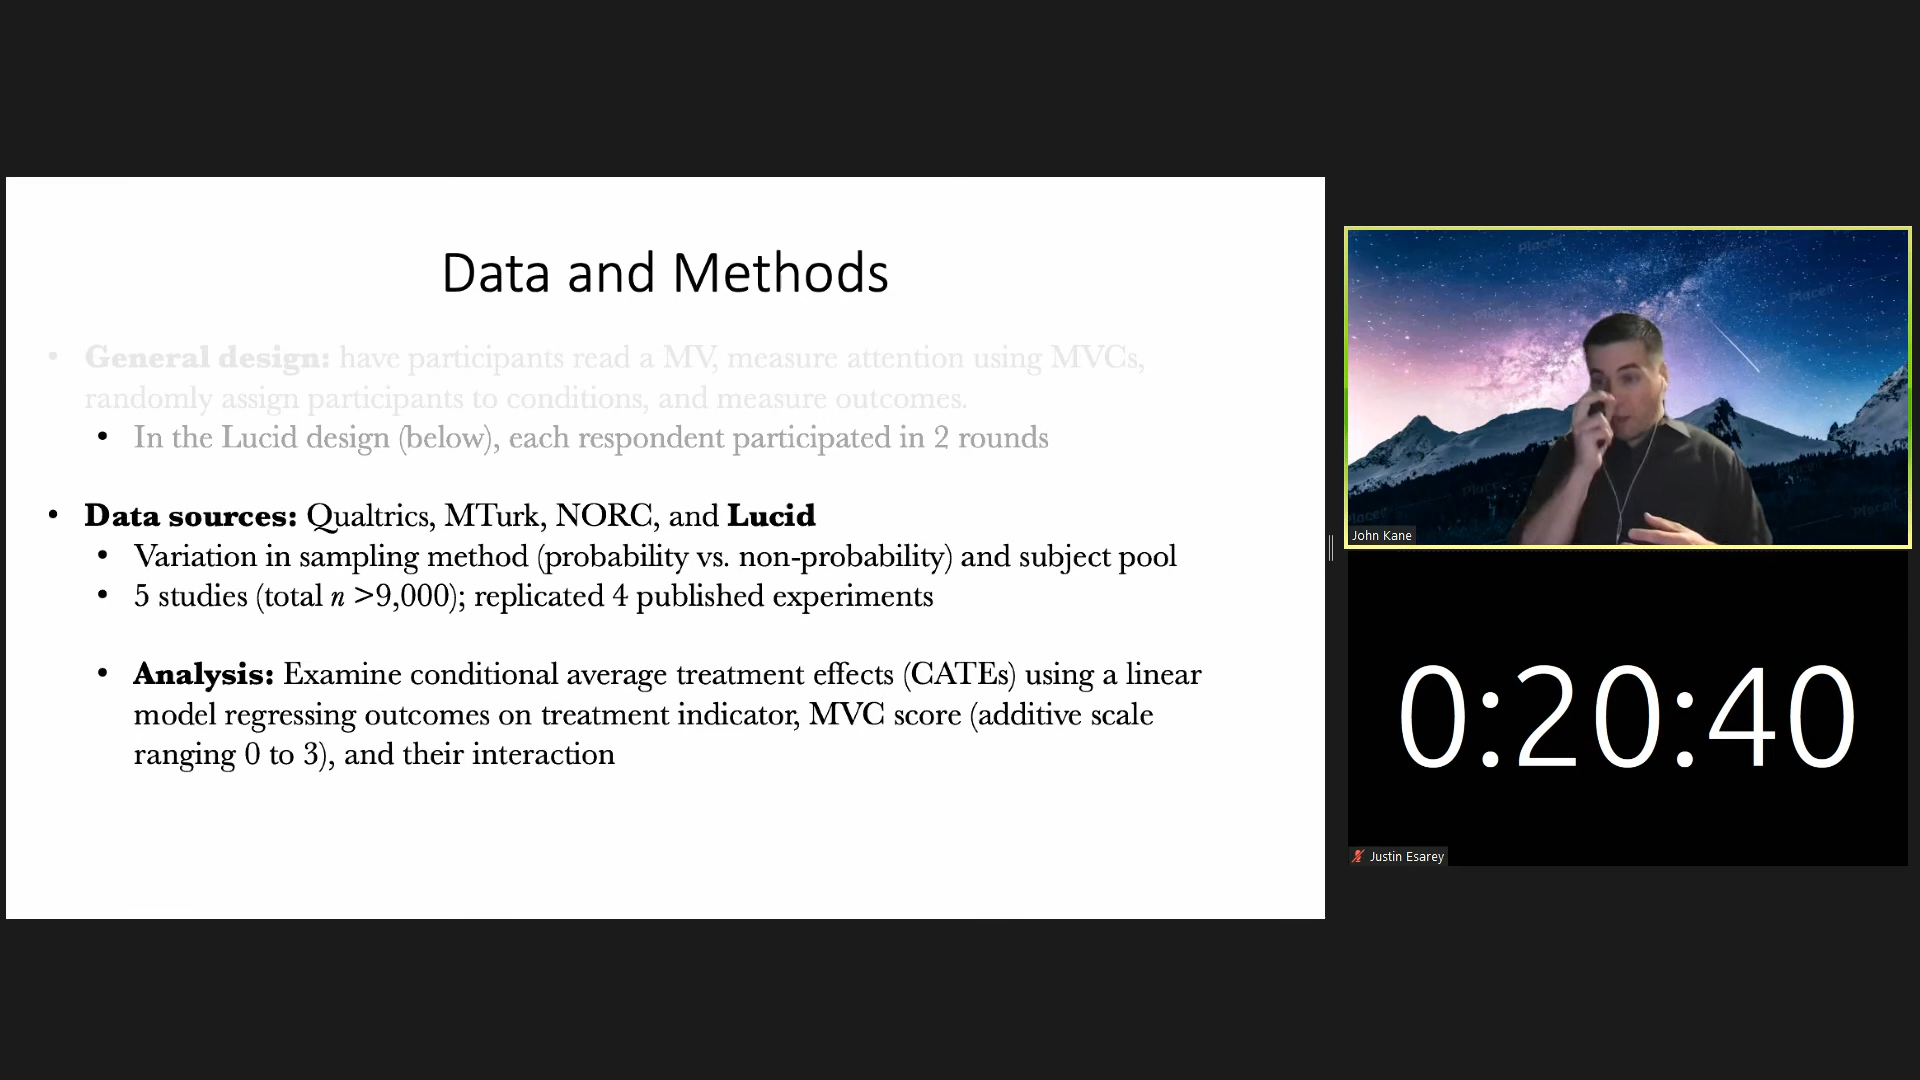 Data and Methods
• General design: have participants read a MV, measure attention using MVCs,
randomly assign participants to conditions, and measure outcomes.
• In the Lucid design (below), each respondent participated in 2 rounds
• Data sources: Qualtrics, MTurk, NORC, and Lucid
• Variation in sampling method (probability vs. non-probability) and subject pool
• 5 studies (total n >9,000); replicated 4 published experiments
• Analysis: Examine conditional average treatment effects (CATEs) using a linear
model regressing outcomes on treatment indicator, MVC score (additive scale
ranging 0 to 3), and their interaction
Placeit
Placeit
Placeit
John Kane
0:20:40
Justin Esarey